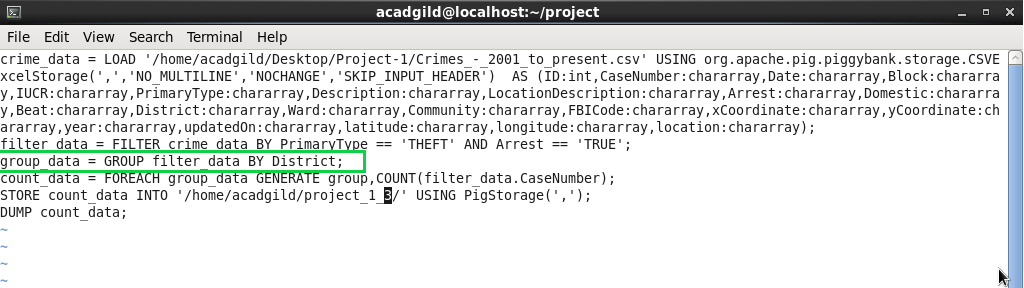 acadgild@localhost:~/project
File Edit View Search Terminal Help
crime_data = LOAD '/home/acadgild/Desktop/Project-1/Crimes_-_2001_to_present.csv' USING org.apache.pig.piggybank.storage.CSVE
xcelStorage(',','NO_MULTILINE','NOCHANGE','SKIP_INPUT_HEADER')  AS (ID:int,CaseNumber:chararray,Date:chararray,Block:chararra
y,IUCR:chararray,PrimaryType:chararray,Description:chararray,LocationDescription:chararray,Arrest:chararray,Domestic:chararra
y,Beat:chararray,District:chararray,Ward:chararray,Community:chararray,FBICode:chararray,xCoordinate:chararray,yCoordinate:ch
ararray,year:chararray,updatedOn:chararray,latitude:chararray,longitude:chararray,location:chararray);
filter_data = FILTER crime_data BY PrimaryType == 'THEFT' AND Arrest == 'TRUE';
group_data = GROUP filter_data BY District;
count_data = FOREACH group_data GENERATE group,COUNT(filter_data.CaseNumber);
STORE count_data INTO '/home/acadgild/project_1_3/' USING PigStorage(',');
DUMP count_data;
~
~
~
~